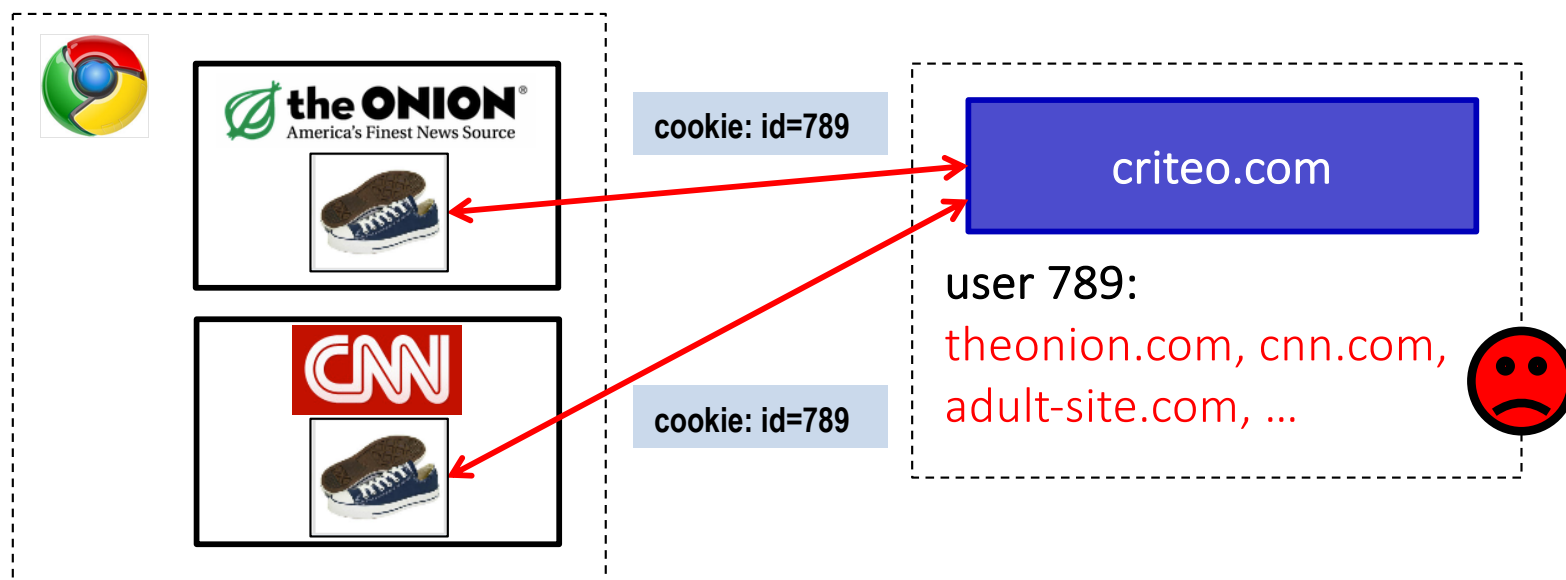 the ONION®
America's Finest News Source
cookie: id=789
criteo.com
user 789:
theonion.com, cnn.com,
adult-site.com, ...
CNN
cookie: id=789